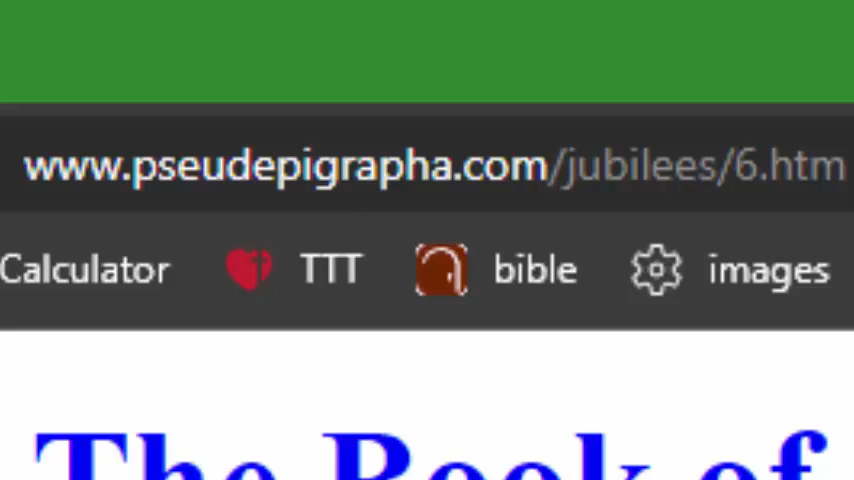 www.pseudepigrapha.com/jubilees/6.htm
Calculator TTT bible images
The Book of